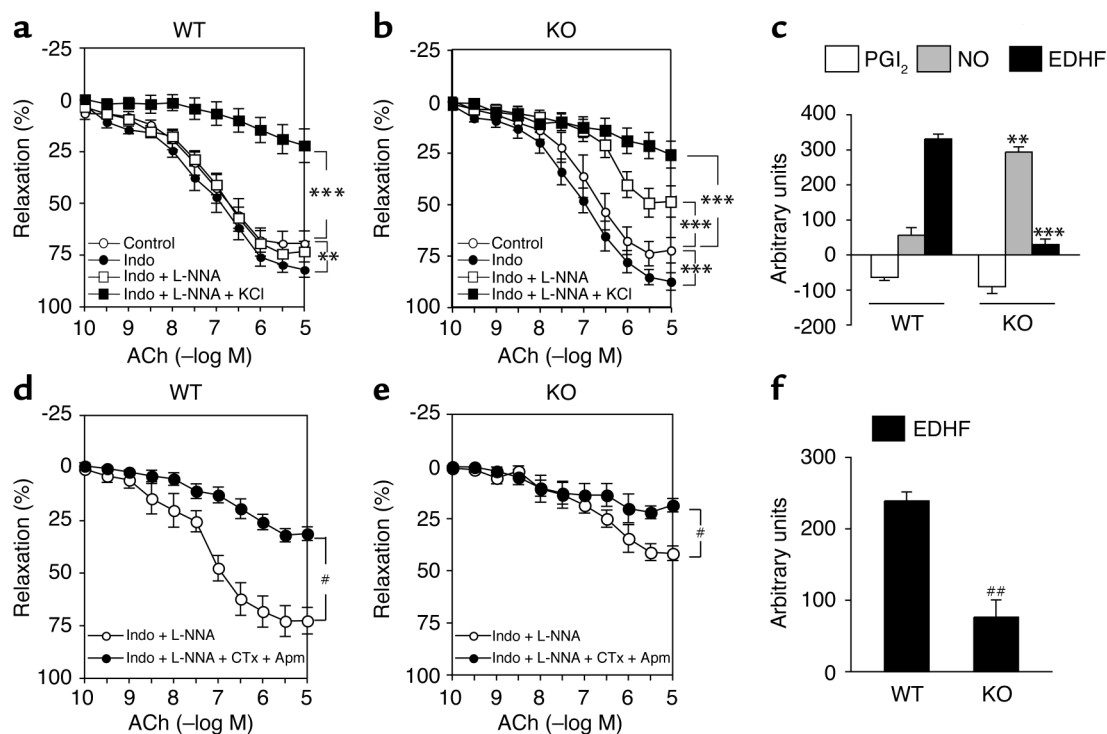 a
WT
-25
0
25
50
75
100
Relaxation (%)
***
**
Control
Indo
Indo + L-NNA
Indo + L-NNA + KCl
10 9 8 7 6 5
ACh (–log M)
b
KO
-25
0
25
50
75
100
Relaxation (%)
***
***
***
Control
Indo
Indo + L-NNA
Indo + L-NNA + KCl
10 9 8 7 6 5
ACh (–log M)
c
PGI2 NO EDHF
400
300
200
100
0
-100
-200
Arbitrary units
**
***
WT KO
d
WT
-25
0
25
50
75
100
Relaxation (%)
#
Indo + L-NNA
Indo + L-NNA + CTx + Apm
10 9 8 7 6 5
ACh (–log M)
e
KO
-25
0
25
50
75
100
Relaxation (%)
#
Indo + L-NNA
Indo + L-NNA + CTx + Apm
10 9 8 7 6 5
ACh (–log M)
f
EDHF
300
200
100
0
Arbitrary units
##
WT KO